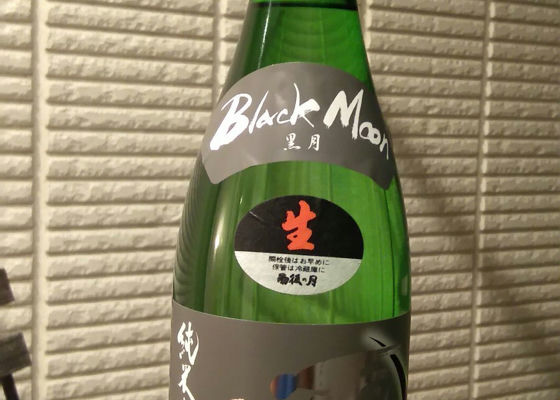 Black Moon
黒月
生
開栓後はお早めに
保管は冷蔵庫に
雨後の月
純米